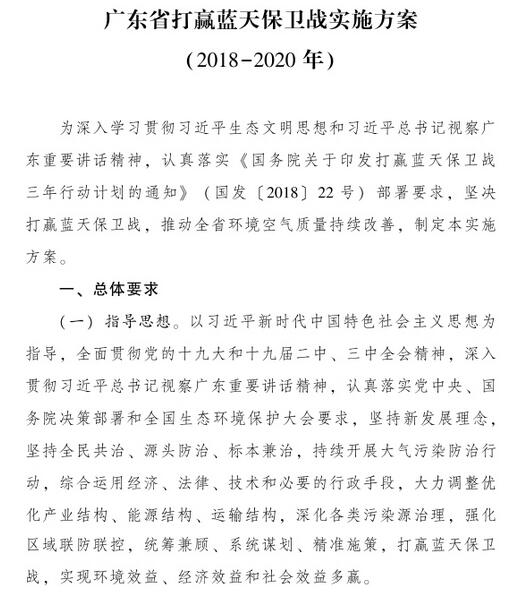 广东省打赢蓝天保卫战实施方案
(2018-2020 年)
为深入学习贯彻习近平生态文明思想和习近平总书记视察广
东重要讲话精神，认真落实《国务院关于印发打赢蓝天保卫战
三年行动计划的通知》（国发〔2018〕22 号）部署要求，坚决
打赢蓝天保卫战，推动全省环境空气质量持续改善，制定本实施
方案。
一、总体要求
（一）指导思想。以习近平新时代中国特色社会主义思想为
指导，全面贯彻党的十九大和十九届二中、三中全会精神，深入
贯彻习近平总书记视察广东重要讲话精神，认真落实党中央、国
务院决策部署和全国生态环境保护大会要求，坚持新发展理念，
坚持全民共治、源头防治、标本兼治，持续开展大气污染防治行
动，综合运用经济、法律、技术和必要的行政手段，大力调整优
化产业结构、能源结构、运输结构，深化各类污染源治理，强化
区域联防联控，统筹兼顾、系统谋划、精准施策，打赢蓝天保卫
战，实现环境效益、经济效益和社会效益多赢。